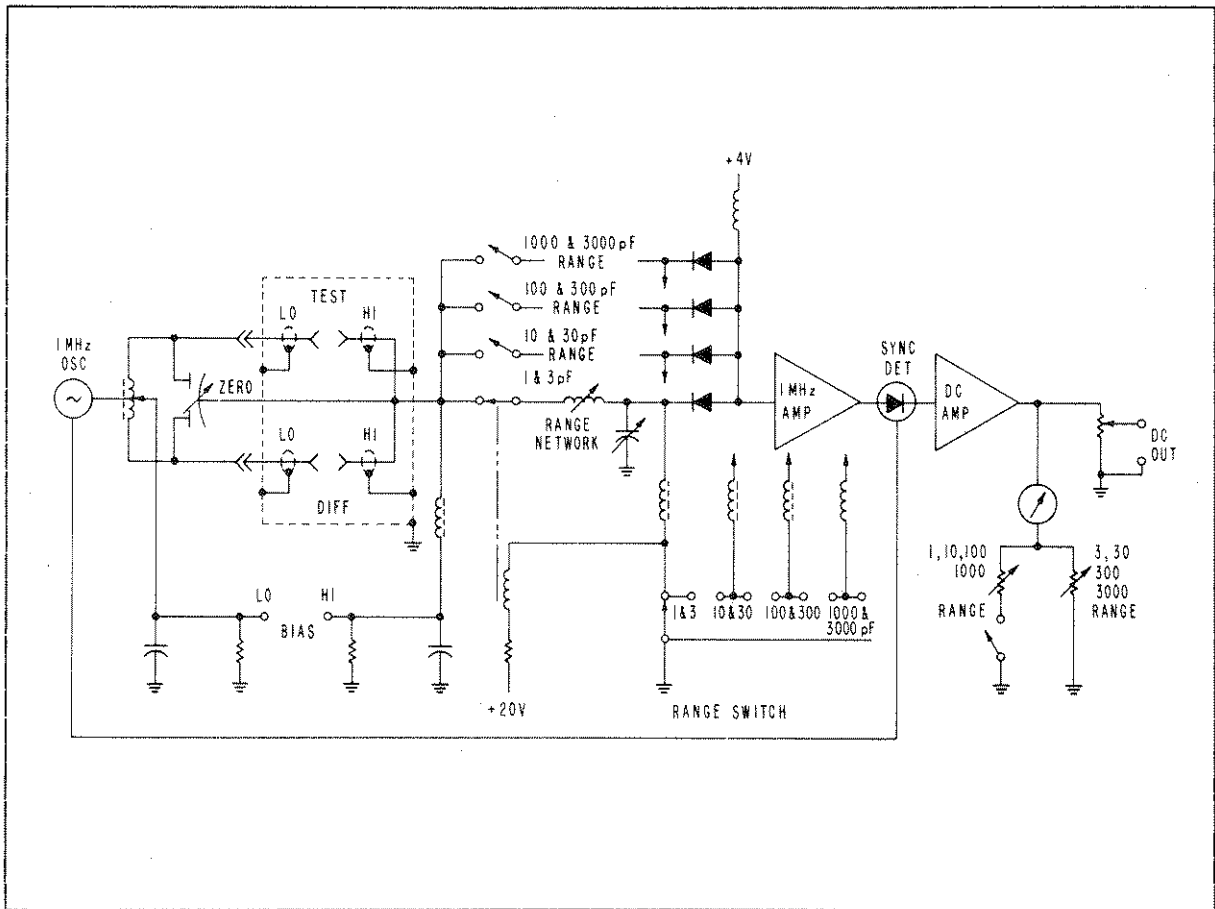 +4V
1000 & 3000pF
RANGE
100 & 300pF
RANGE
10 & 30pF
RANGE
1 & 3pF
RANGE
NETWORK
TEST
LO
HI
1MHz
OSC
ZERO
LO
HI
DIFF
1MHz
AMP
SYNC
DET
DC
AMP
DC
OUT
LO
HI
BIAS
+20V
1&3
10&30
100&300
1000 &
3000pF
RANGE SWITCH
1,10,100
1000
RANGE
3, 30
300
3000
RANGE